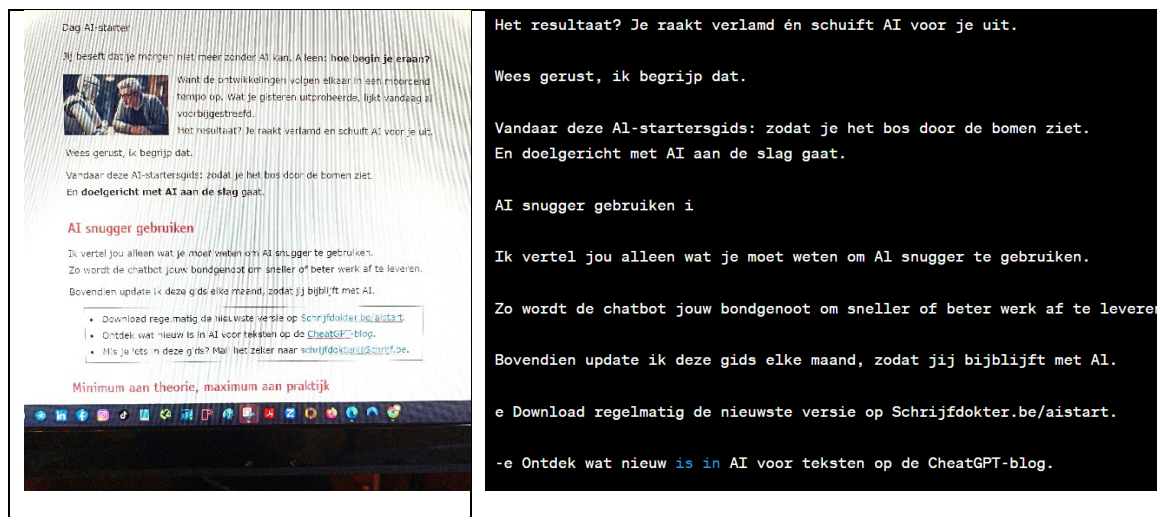 Dag AI-starter
Jij beseft dat je morgen niet meer zonder AI kan. Alleen: hoe begin je eraan?
Want de ontwikkelingen volgen elkaar in een moordend
tempo op. Wat je gisteren uitprobeerde, lijkt vandaag al
voorbijgestreefd.
Het resultaat? Je raakt verlamd en schuift AI voor je uit.
Wees gerust, ik begrijp dat.
Vandaar deze AI-startersgids: zodat je het bos door de bomen ziet.
En doelgericht met AI aan de slag gaat.
AI snugger gebruiken
Ik vertel jou alleen wat je moet weten om AI snugger te gebruiken.
Zo wordt de chatbot jouw bondgenoot om sneller of beter werk af te leveren.
Bovendien update ik deze gids elke maand, zodat jij bijblijft met AI.
• Download regelmatig de nieuwste versie op Schrijfdokter.be/aistart.
• Ontdek wat nieuw is in AI voor teksten op de CheatGPT-blog.
• Mis je iets in deze gids? Mail het zeker naar schrijfdokter@Schrijf.be.
Minimum aan theorie, maximum aan praktijk
Het resultaat? Je raakt verlamd én schuift AI voor je uit.
Wees gerust, ik begrijp dat.
Vandaar deze Al-startersgids: zodat je het bos door de bomen ziet.
En doelgericht met AI aan de slag gaat.
AI snugger gebruiken i
Ik vertel jou alleen wat je moet weten om Al snugger te gebruiken.
Zo wordt de chatbot jouw bondgenoot om sneller of beter werk af te leveren
Bovendien update ik deze gids elke maand, zodat jij bijblijft met Al.
e Download regelmatig de nieuwste versie op Schrijfdokter.be/aistart.
-e Ontdek wat nieuw is in AI voor teksten op de CheatGPT-blog.